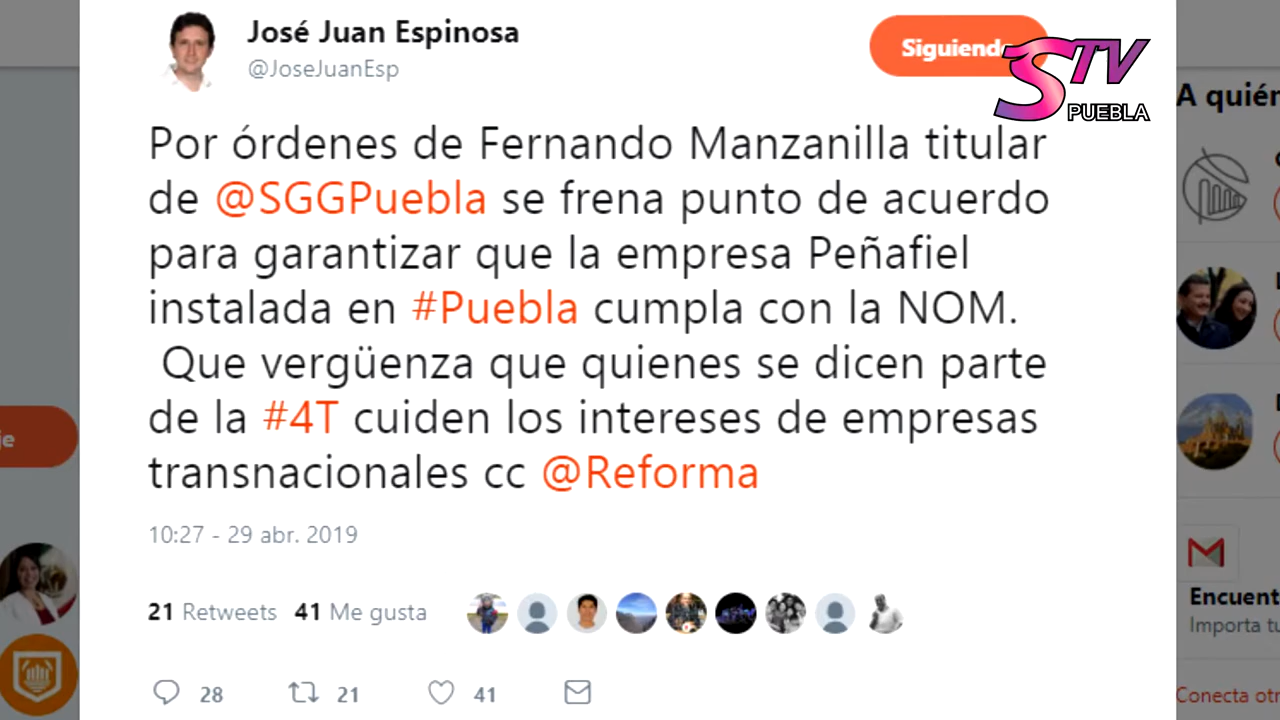 José Juan Espinosa
@JoseJuanEsp
STV
PUEBLA
A quién
Por órdenes de Fernando Manzanilla titular
de @SGGPuebla se frena punto de acuerdo
para garantizar que la empresa Peñafiel
instalada en #Puebla cumpla con la NOM.
Que vergüenza que quienes se dicen parte
de la #4T cuiden los intereses de empresas
transnacionales cc @Reforma
10:27 - 29 abr. 2019
21 Retweets 41 Me gusta
28 21 41
je
Encuent
Importa tu
Conecta otr